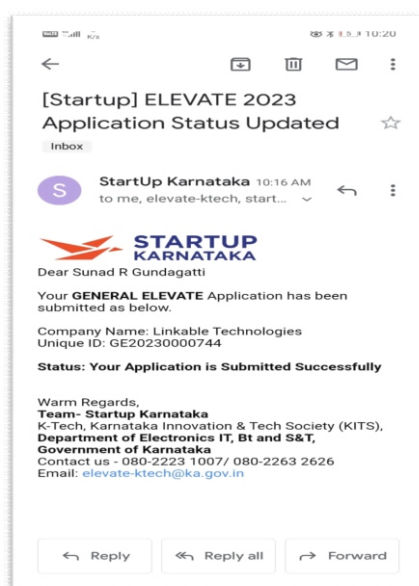 10:20
[Startup] ELEVATE 2023
Application Status Updated
Inbox
S
StartUp Karnataka 10:16 AM
to me, elevate-ktech, start...
STARTUP
KARNATAKA
Dear Sunad R Gundagatti
Your GENERAL ELEVATE Application has been
submitted as below.
Company Name: Linkable Technologies
Unique ID: GE20230000744
Status: Your Application is Submitted Successfully
Warm Regards,
Team- Startup Karnataka
K-Tech, Karnataka Innovation & Tech Society (KITS),
Department of Electronics IT, Bt and S&T,
Government of Karnataka
Contact us - 080-2223 1007/ 080-2263 2626
Email: elevate-ktech@ka.gov.in
Reply
Reply all
Forward